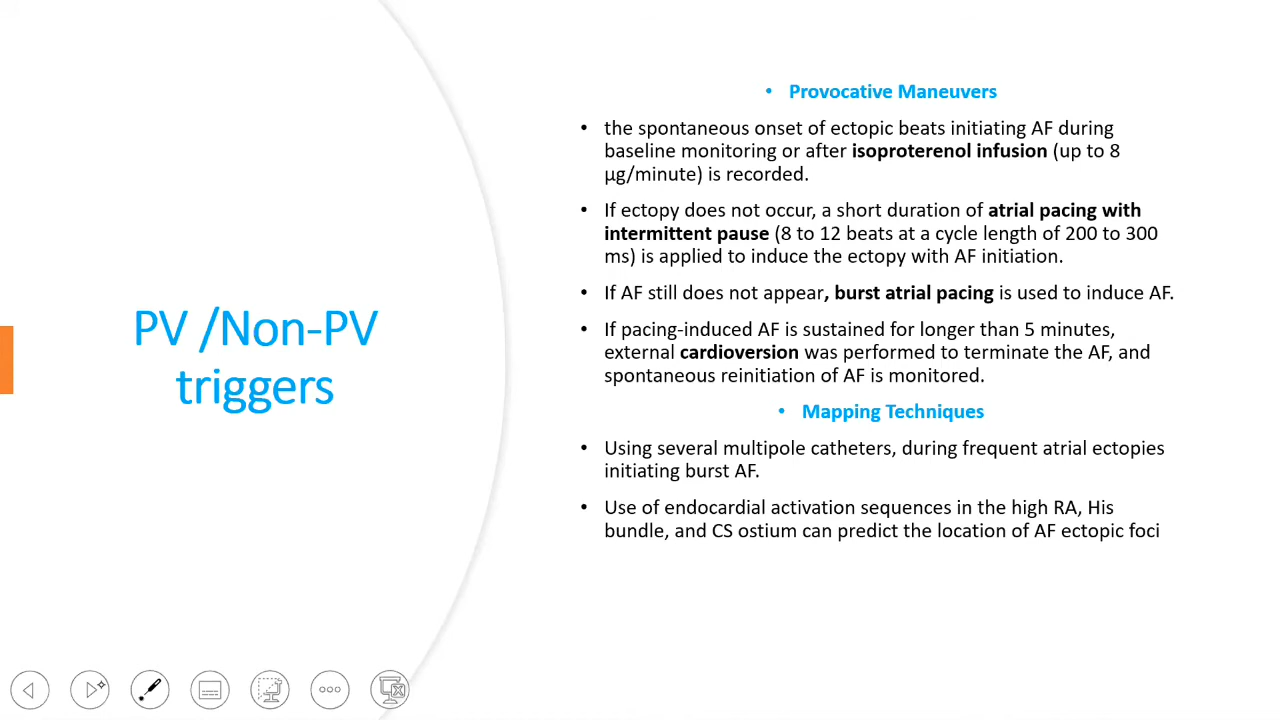 PV /Non-PV
triggers
• Provocative Maneuvers
• the spontaneous onset of ectopic beats initiating AF during
baseline monitoring or after isoproterenol infusion (up to 8
µg/minute) is recorded.
• If ectopy does not occur, a short duration of atrial pacing with
intermittent pause (8 to 12 beats at a cycle length of 200 to 300
ms) is applied to induce the ectopy with AF initiation.
• If AF still does not appear, burst atrial pacing is used to induce AF.
• If pacing-induced AF is sustained for longer than 5 minutes,
external cardioversion was performed to terminate the AF, and
spontaneous reinitiation of AF is monitored.
• Mapping Techniques
• Using several multipole catheters, during frequent atrial ectopies
initiating burst AF.
• Use of endocardial activation sequences in the high RA, His
bundle, and CS ostium can predict the location of AF ectopic foci